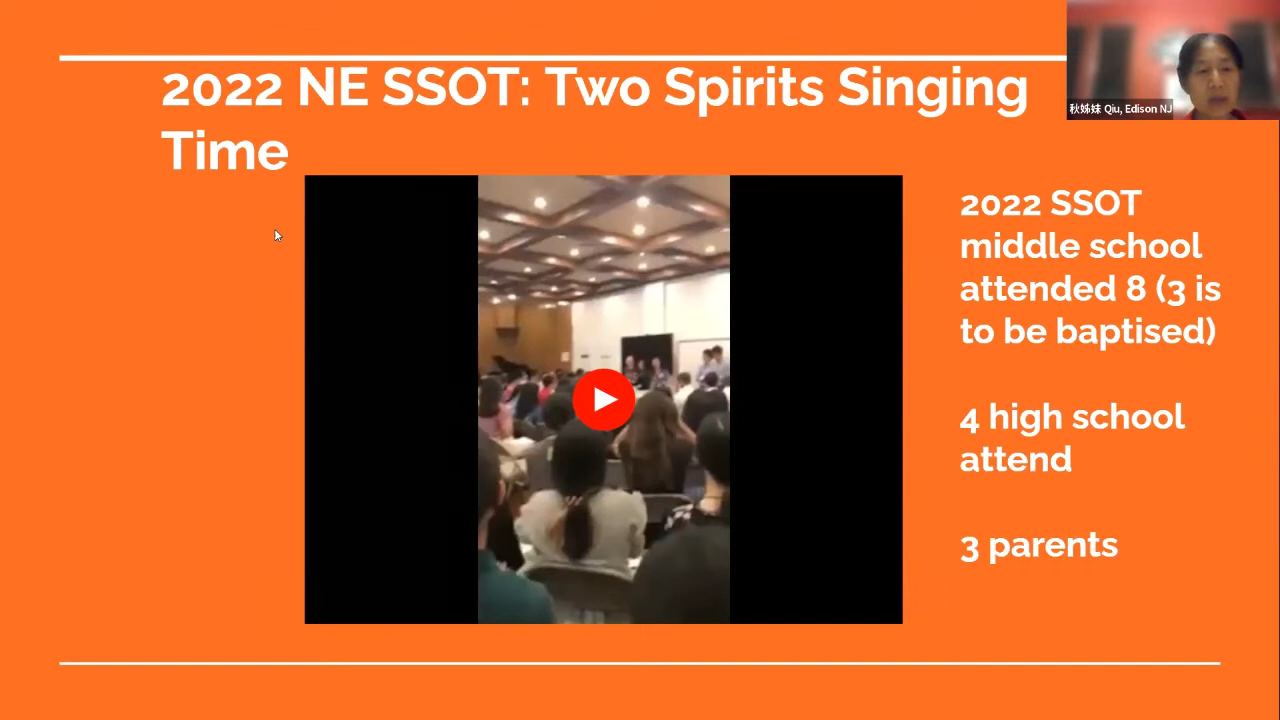 2022 NE SSOT: Two Spirits Singing
Time
秋姊妹 Qiu, Edison NJ
2022 SSOT
middle school
attended 8 (3 is
to be baptised)
4 high school
attend
3 parents